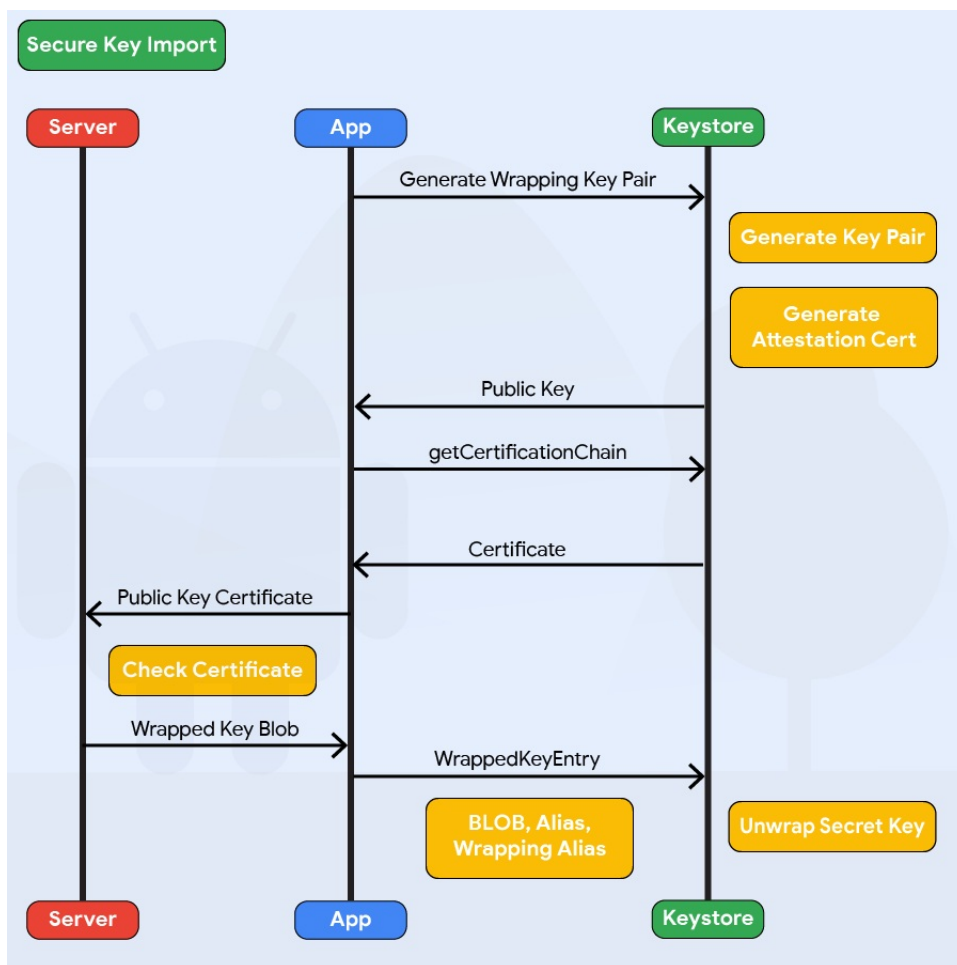 Secure Key Import
Server
App
Keystore
Generate Wrapping Key Pair
Generate Key Pair
Generate
Attestation Cert
Public Key
getCertificationChain
Certificate
Public Key Certificate
Check Certificate
Wrapped Key Blob
WrappedKeyEntry
BLOB, Alias,
Wrapping Alias
Unwrap Secret Key
Server
App
Keystore